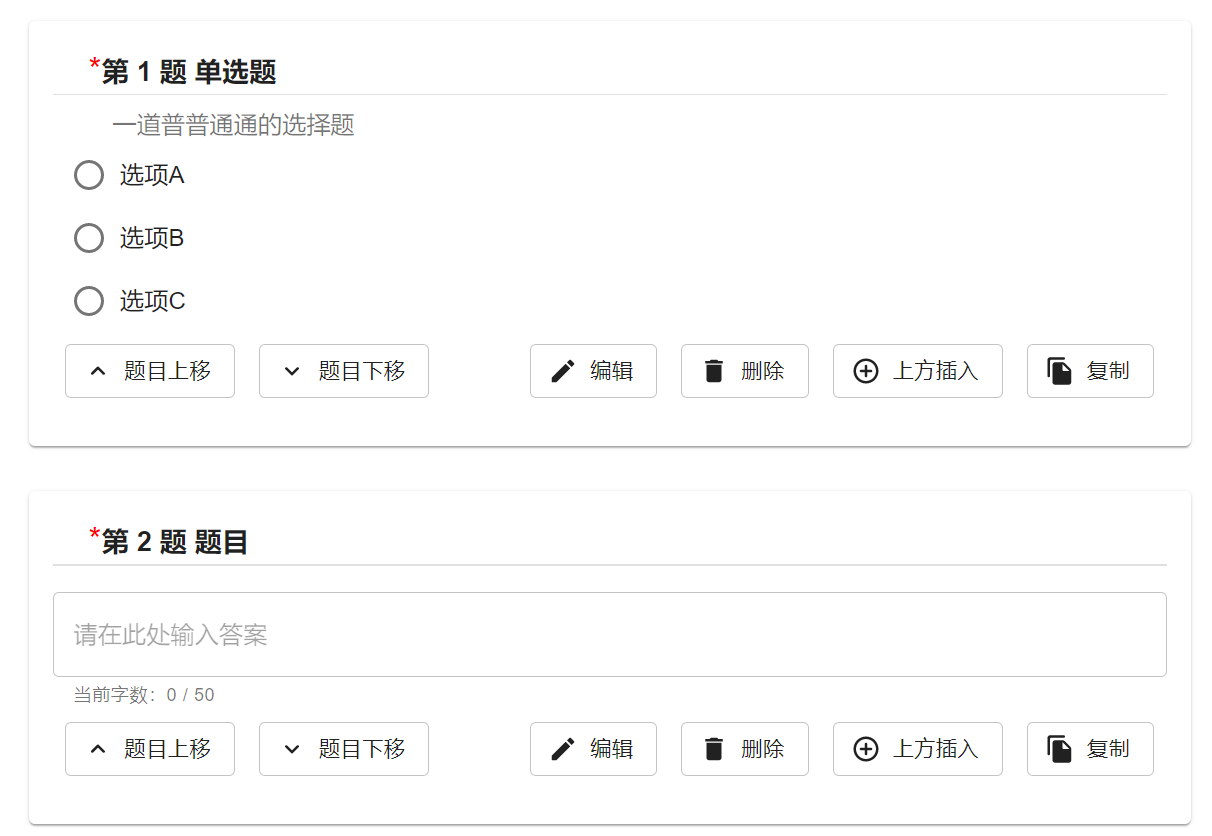 *第 1 题 单选题
一道普普通通的选择题
选项A
选项B
选项C
题目上移 题目下移 编辑 删除 上方插入 复制
*第 2 题 题目
请在此处输入答案
当前字数：0 / 50
题目上移 题目下移 编辑 删除 上方插入 复制